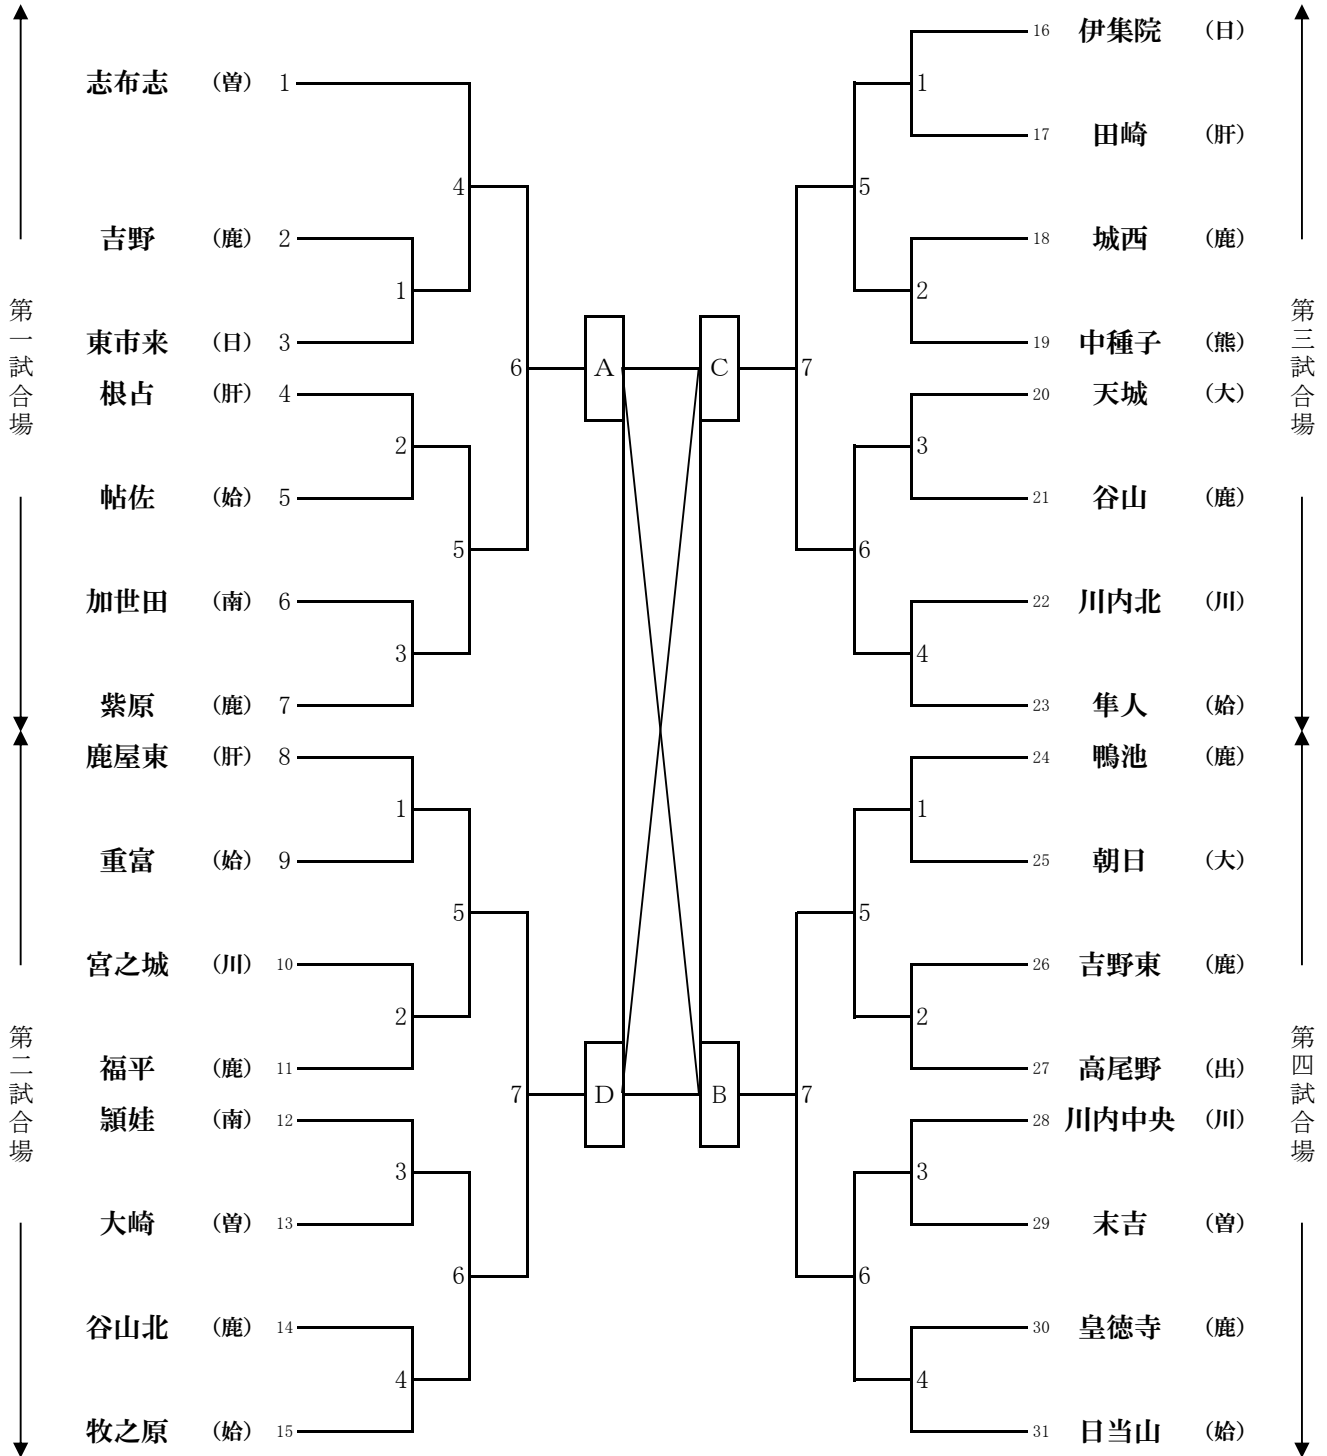 第一試合場
志布志 （曽） 1
吉野 （鹿） 2
東市来 （日） 3
根占 （肝） 4
帖佐 （始） 5
加世田 （南） 6
紫原 （鹿） 7
4
1
2
5
3
6
第二試合場
鹿屋東 （肝） 8
重富 （始） 9
宮之城 （川） 10
福平 （鹿） 11
頴娃 （南） 12
大崎 （曽） 13
谷山北 （鹿） 14
牧之原 （始） 15
1
5
2
3
6
4
7
A
C
D
B
第三試合場
16 伊集院 （日）
17 田崎 （肝）
18 城西 （鹿）
19 中種子 （熊）
20 天城 （大）
21 谷山 （鹿）
22 川内北 （川）
23 隼人 （始）
1
5
2
7
3
6
4
第四試合場
24 鴨池 （鹿）
25 朝日 （大）
26 吉野東 （鹿）
27 高尾野 （出）
28 川内中央 （川）
29 末吉 （曽）
30 皇徳寺 （鹿）
31 日当山 （始）
1
5
2
7
3
6
4